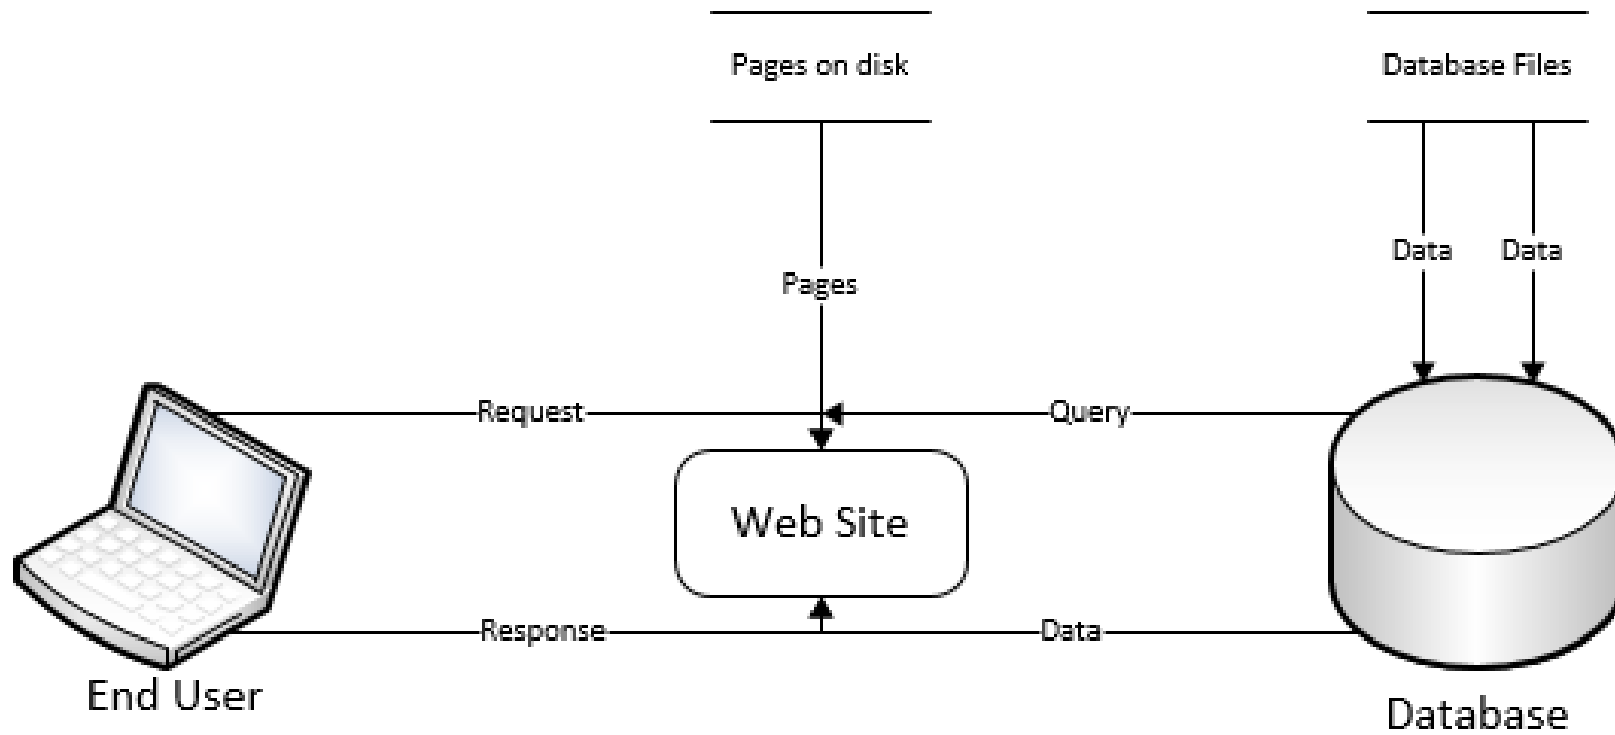 Pages on disk
Database Files
Data
Data
Pages
Request
Query
Web Site
Response
Data
End User
Database